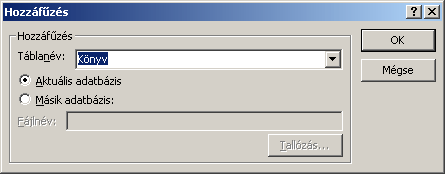 Hozzáfűzés
Hozzáfűzés
Táblanév: Könyv
Aktuális adatbázis
Másik adatbázis:
Fájlnév:
Tallózás...
OK
Mégse